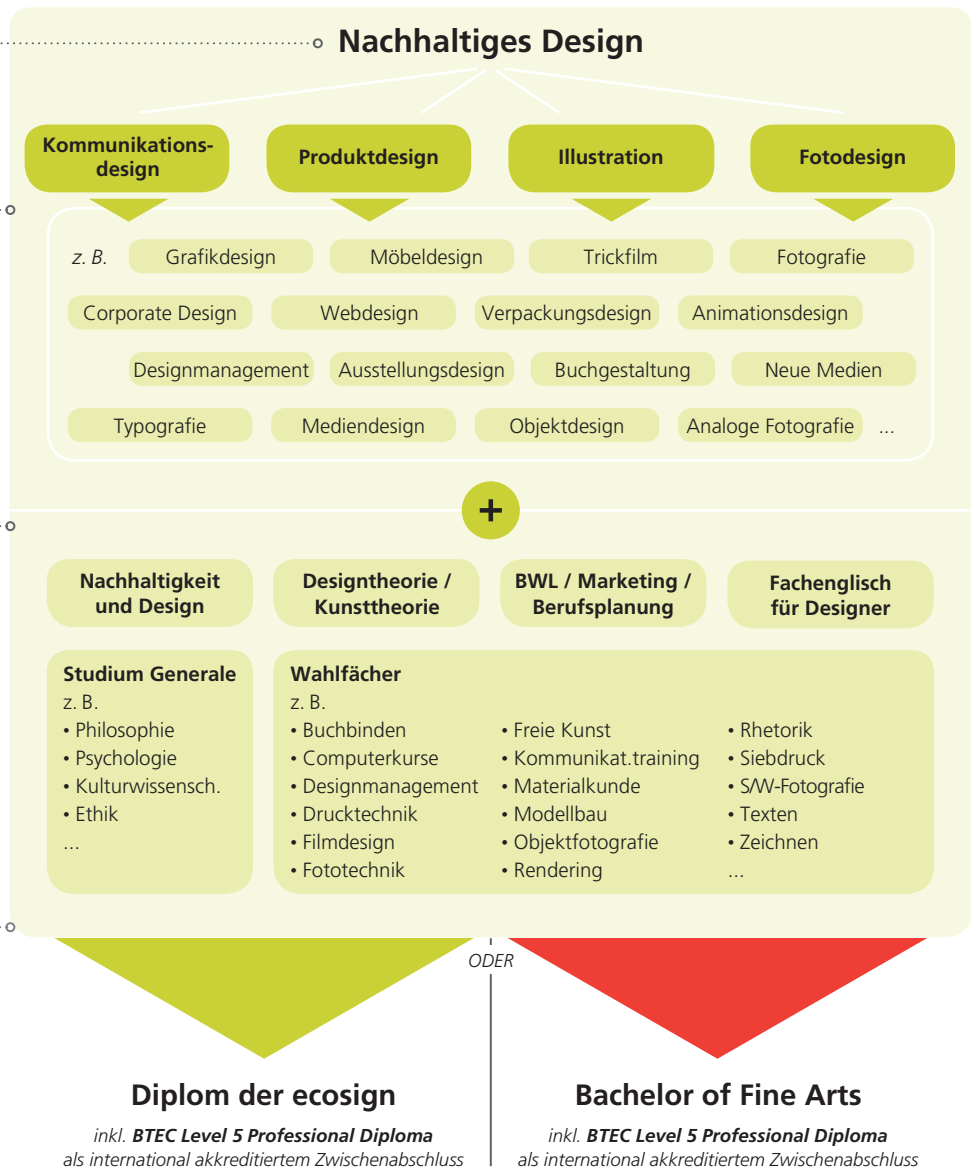 Nachhaltiges Design
Kommunikations-
design
Produktdesign
Illustration
Fotodesign
z. B. Grafikdesign Möbeldesign Trickfilm Fotografie
Corporate Design Webdesign Verpackungsdesign Animationsdesign
Designmanagement Ausstellungsdesign Buchgestaltung Neue Medien
Typografie Mediendesign Objektdesign Analoge Fotografie ...
+
Nachhaltigkeit
und Design
Designtheorie /
Kunsttheorie
BWL / Marketing /
Berufsplanung
Fachenglisch
für Designer
Studium Generale
z. B.
• Philosophie
• Psychologie
• Kulturwissensch.
• Ethik
...
Wahlfächer
z. B.
• Buchbinden
• Computerkurse
• Designmanagement
• Drucktechnik
• Filmdesign
• Fototechnik
• Freie Kunst
• Kommunikat.training
• Materialkunde
• Modellbau
• Objektfotografie
• Rendering
• Rhetorik
• Siebdruck
• S/W-Fotografie
• Texten
• Zeichnen
...
ODER
Diplom der ecosign
inkl. BTEC Level 5 Professional Diploma
als international akkreditiertem Zwischenabschluss
Bachelor of Fine Arts
inkl. BTEC Level 5 Professional Diploma
als international akkreditiertem Zwischenabschluss